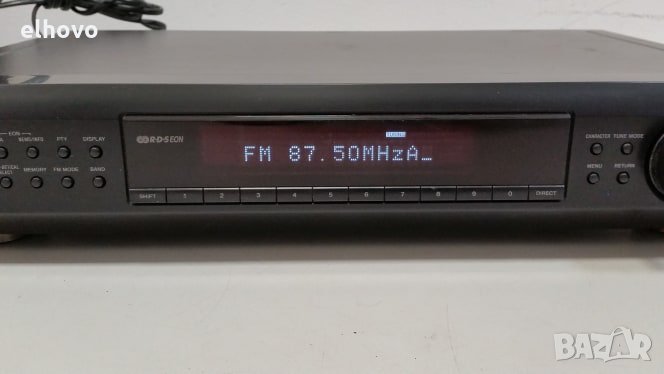 elhovo
EON
NEWS/INFO PTY DISPLAY
R·D·S EON
TUNED
FM 87.50MHzA_
CHARACTER TUNE MODE
MENU RETURN
MEMORY FM MODE BAND
SHIFT 1 2 3 4 5 6 7 8 9 0 DIRECT
BAZAR